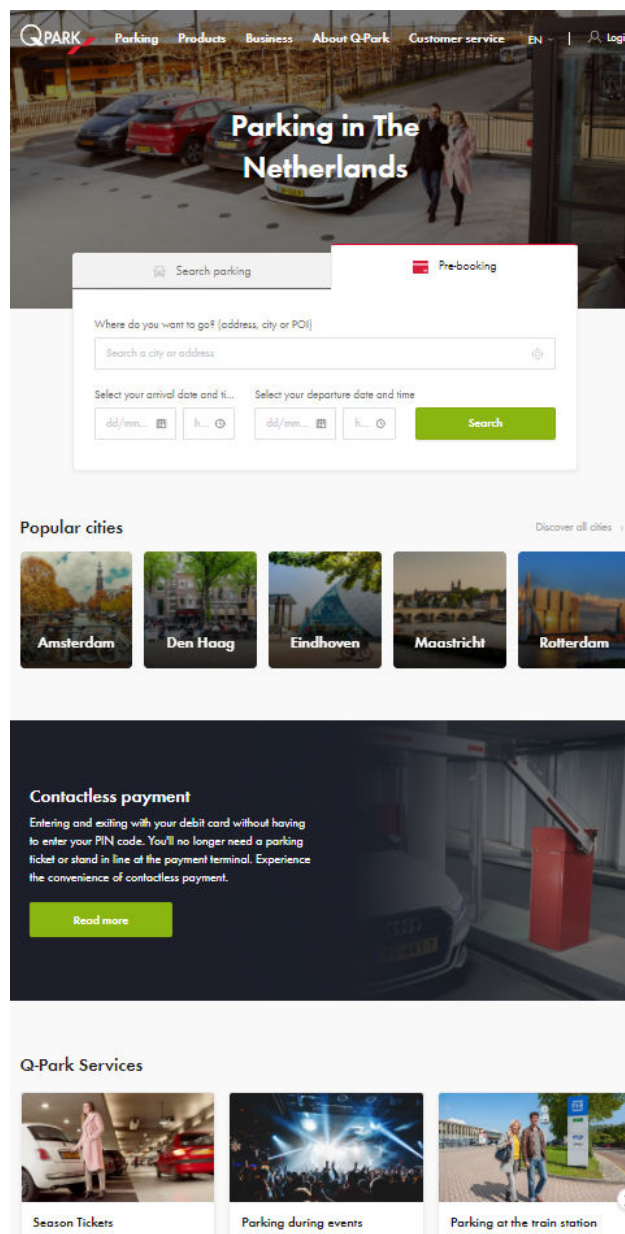 QPARK Parking Products Business About Q-Park Customer service EN Logi
Parking in The
Netherlands
Search parking Pre-booking
Where do you want to go? (address, city or POI)
Search a city or address
Select your arrival date and ti... Select your departure date and time
dd/mm... h... dd/mm... h... Search
Popular cities Discover all cities
Amsterdam Den Haag Eindhoven Maastricht Rotterdam
Contactless payment
Entering and exiting with your debit card without having
to enter your PIN code. You'll no longer need a parking
ticket or stand in line at the payment terminal. Experience
the convenience of contactless payment.
Read more
Q-Park Services
Season Tickets Parking during events Parking at the train station